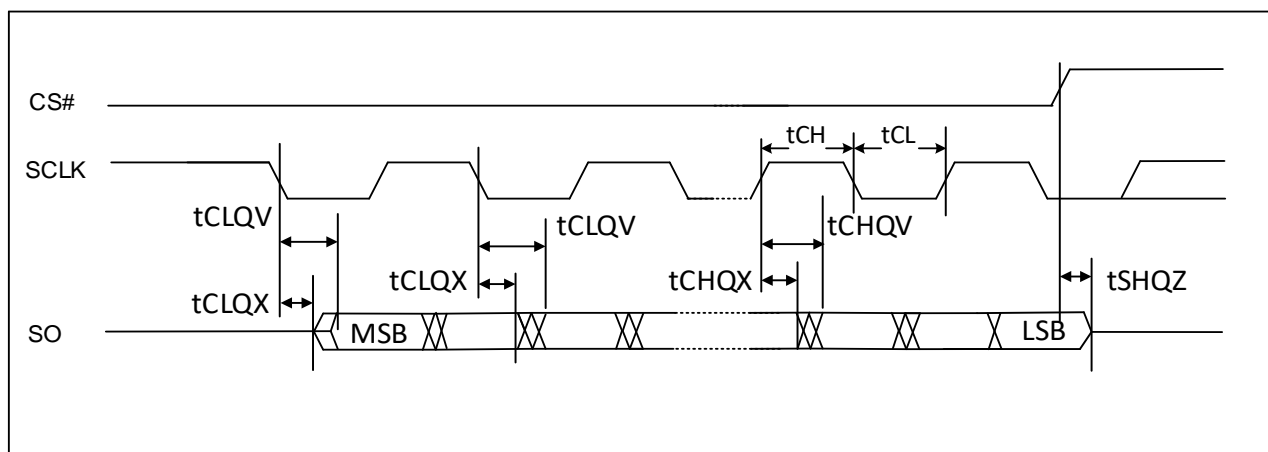 CS#
tCH
tCL
SCLK
tCLQV
tCLQV
tCHQV
tCLQX
tCLQX
tCHQX
tSHQZ
SO
MSB
LSB